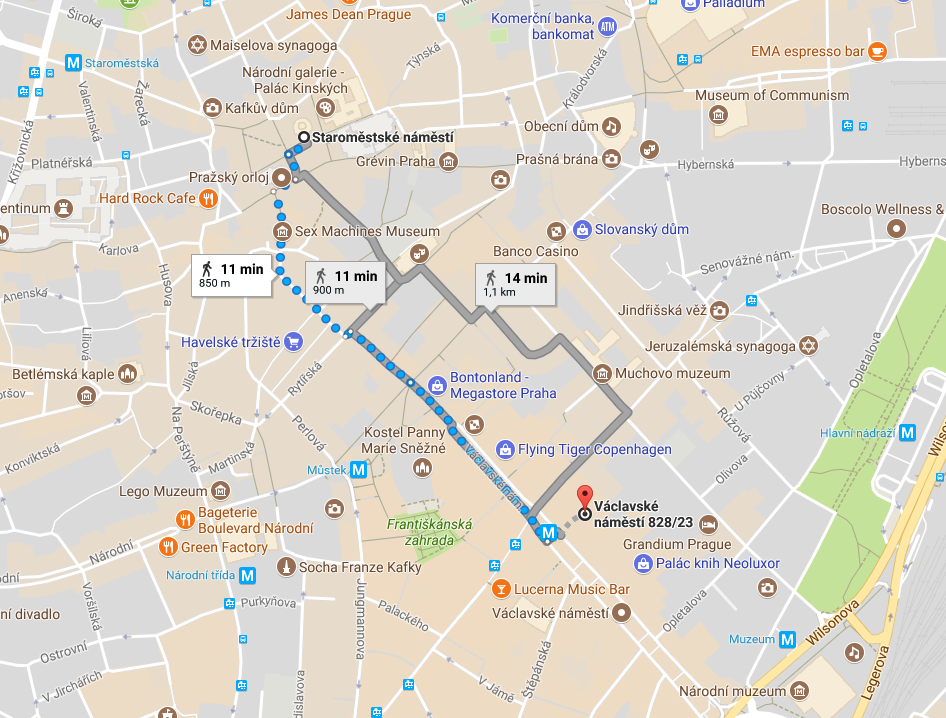 James Dean Prague
Palladium
Široká
Komerční banka,
bankomat
ATM
Maiselova synagoga
Týnská
EMA espresso bar
M
Staroměstská
Národní galerie -
Palác Kinských
Králodvorská
Valentinská
Žatecká
Kafkův dům
Museum of Communism
Křižovnická
Obecní dům
Staroměstské náměstí
Platnéřská
Grévin Praha
Prašná brána
Hybernská
Hyberns
Pražský orloj
Hard Rock Cafe
entinum
Husova
Boscolo Wellness &
Sex Machines Museum
Slovanský dům
Karlova
Banco Casino
Senovážné nám.
11 min
850 m
11 min
900 m
14 min
1,1 km
Anenská
Jindřišská věž
Liliová
Havelské tržiště
Jeruzalémská synagoga
Opletalova
Betlémská kaple
Jilská
Rytířská
Muchovo muzeum
Bontonland -
Megastore Praha
U Půjčovny
Skořepka
Růžová
Na Perštýně
Perlová
Kostel Panny
Marie Sněžné
Hlavní nádraží
M
Wilson
Konviktská
Martinská
Václavské nám.
Flying Tiger Copenhagen
Můstek
M
Olivova
Lego Muzeum
Václavské
náměstí 828/23
Bageterie
Boulevard Národní
Františkánská
zahrada
M
Green Factory
Národní
Grandium Prague
Socha Franze Kafky
Palác knih Neoluxor
Národní třída
M
Voršilská
Jungmannova
Lucerna Music Bar
Purkyňova
Palackého
Václavské náměstí
Opletalova
Wilsonova
ní divadlo
Muzeum
M
Ostrovní
Štěpánská
Legerova
V Jirchářích
V Jámě
Národní muzeum
dislavova